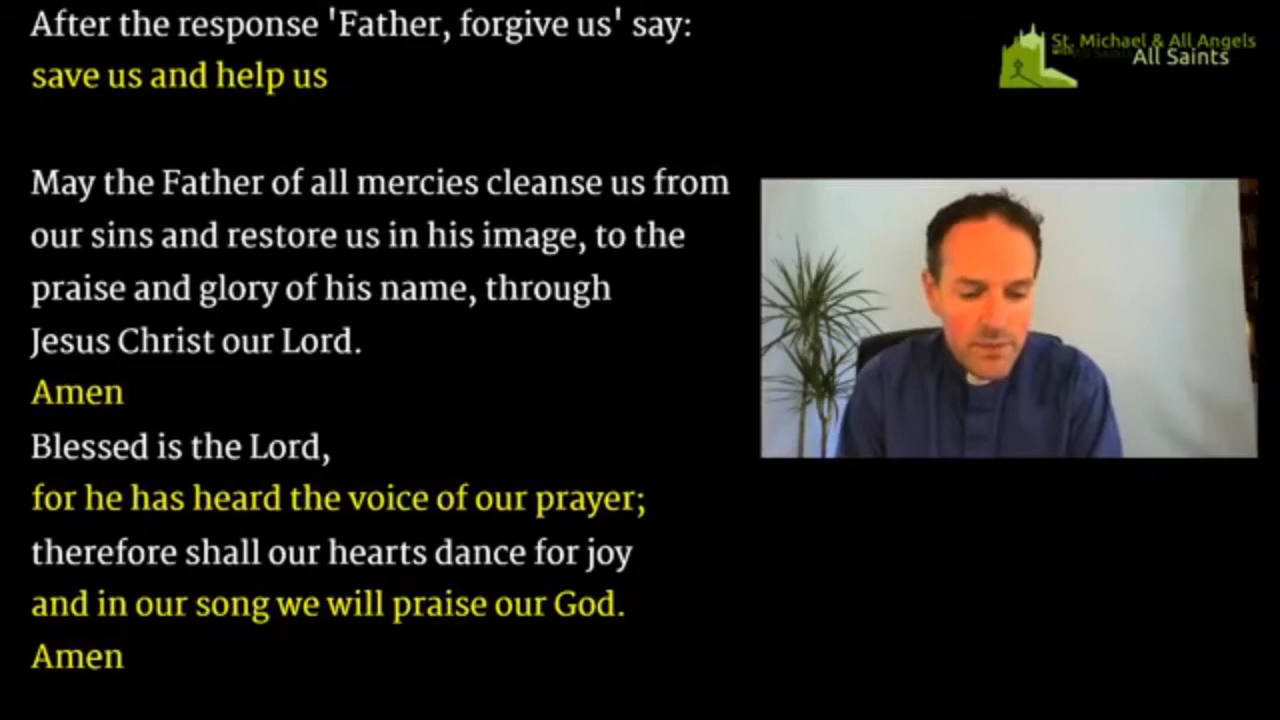 After the response 'Father, forgive us' say:
save us and help us
May the Father of all mercies cleanse us from
our sins and restore us in his image, to the
praise and glory of his name, through
Jesus Christ our Lord.
Amen
Blessed is the Lord,
for he has heard the voice of our prayer;
therefore shall our hearts dance for joy
and in our song we will praise our God.
Amen
St. Michael & All Angels
All Saints